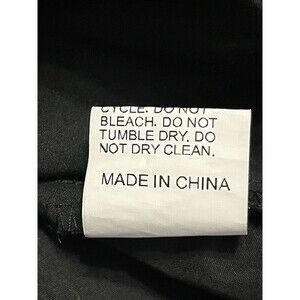 CYCLE. DO NOT
BLEACH. DO NOT
TUMBLE DRY. DO
NOT DRY CLEAN.
MADE IN CHINA